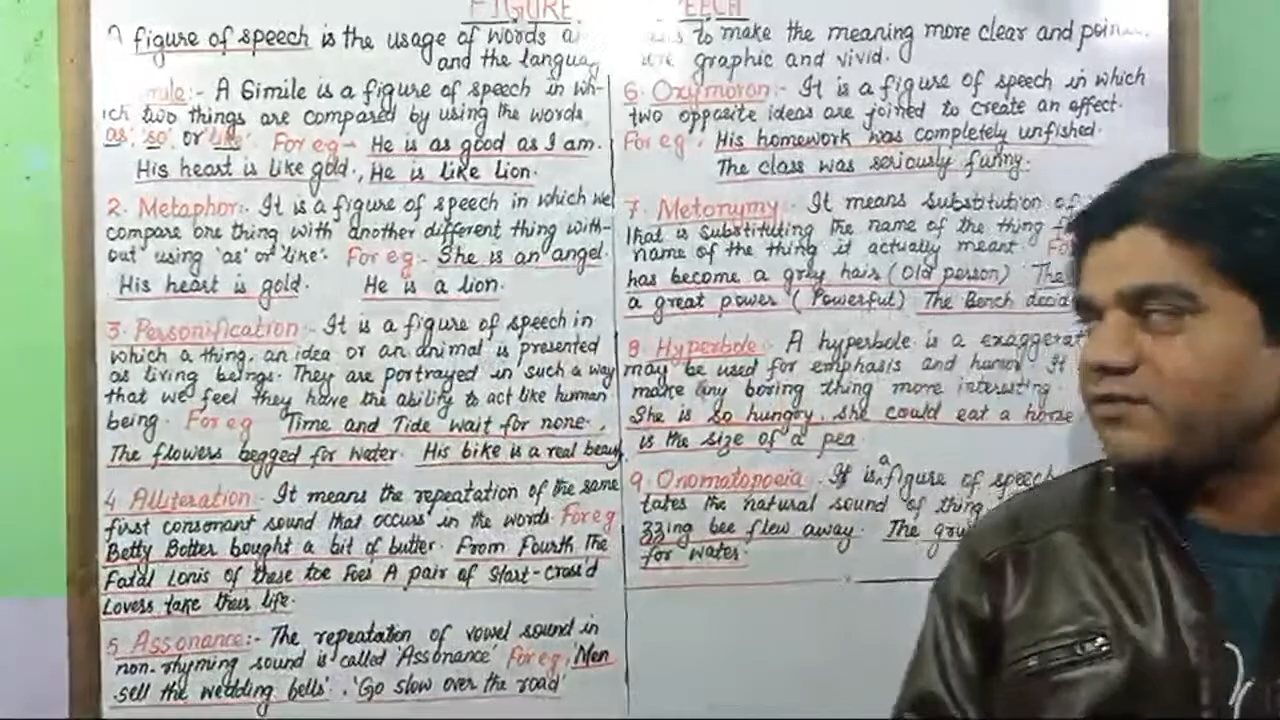 FIGURE EECH
figure of speech is the usage of words a to make the meaning more clear and
and the langua graphic and vivid.
mile:- A Simile is a figure of speech in wh-
ich two things are compared by using the words
'as', 'so' or 'like'. For eg- He is as good as I am.
His heart is like gold., He is like lion.
2. Metaphor:- It is a figure of speech in which we
compare one thing with another different thing with-
out using 'as' or 'like'. For eg- She is an angel.
His heart is gold. He is a lion.
3. Personification:- It is a figure of speech in
which a thing, an idea or an animal is presented
as living beings. They are portrayed in such a way
that we feel they have the ability to act like human
being. For eg Time and Tide wait for none.,
The flowers begged for water. His bike is a real beauty.
4. Alliteration:- It means the repeatation of the same
first consonant sound that occurs in the words. For eg
Betty Botter bought a bit of butter. From Fourth The
Fatal Lonis of these toe Foes A pair of Start-cross'd
Lovers take their life.
5. Assonance:- The repeatation of vowel sound in
non-rhyming sound is called 'Assonance' For eg, 'Men
sell the wedding bells', 'Go slow over the road'
6. Oxymoron:- It is a figure of speech in which
two opposite ideas are joined to create an effect.
For eg. His homework was completely unfished.
The class was seriously funny.
7. Metonymy:- It means substitution of
that is substituting the name of the thing
name of the thing it actually meant. Fo
has become a grey hair (Old person) The
a great power (Powerful) The Bench decid
8. Hyperbole:- A hyperbole is a exaggerat
may be used for emphasis and humor. It
make any boring thing more interesting.
She is so hungry, she could eat a horse
is the size of a pea.
9. Onomatopoeia:- It is a figure of speech
tates the natural sound of thing
zzing bee flew away. The gru
for water.